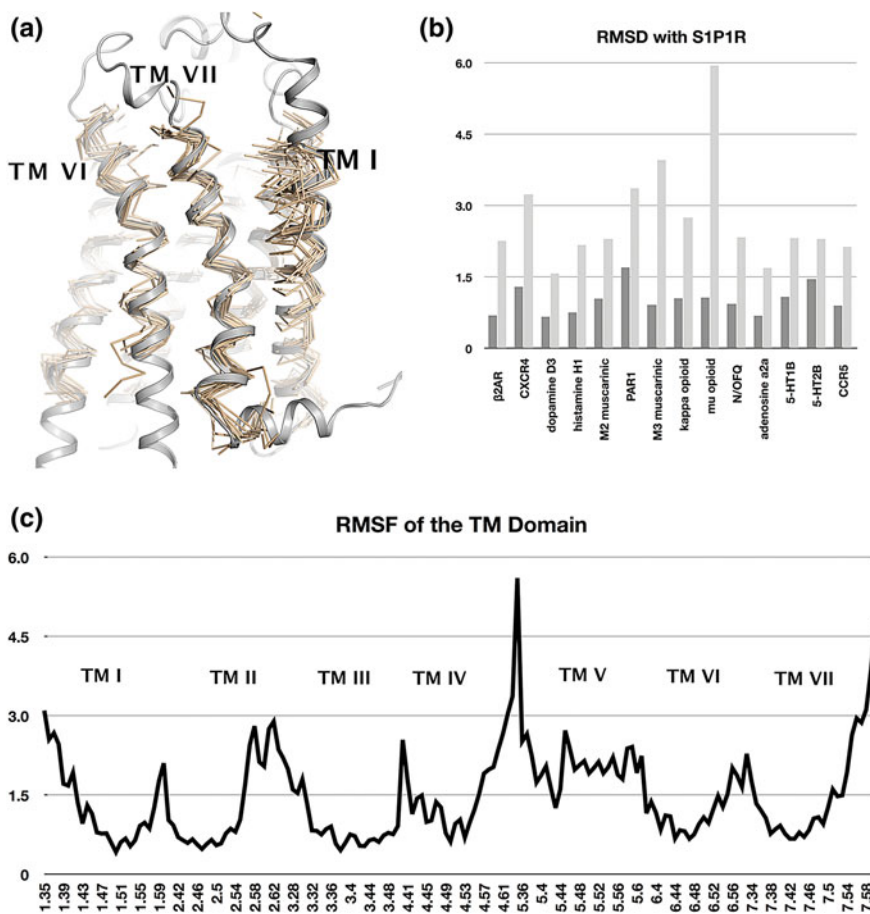 (a)
TM VII
TM VI
TM I
(b)
RMSD with S1P1R
6.0
4.5
3.0
1.5
0
β2AR
CXCR4
dopamine D3
histamine H1
M2 muscarinic
PAR1
M3 muscarinic
kappa opioid
mu opioid
N/OFQ
adenosine a2a
5-HT1B
5-HT2B
CCR5
(c)
RMSF of the TM Domain
6.0
4.5
3.0
1.5
0
TM I TM II TM III TM IV TM V TM VI TM VII
1.35 1.39 1.43 1.47 1.51 1.55 1.59 2.42 2.46 2.5 2.54 2.58 2.62 3.28 3.32 3.36 3.4 3.44 3.48 4.41 4.45 4.49 4.53 4.57 4.61 5.36 5.4 5.44 5.48 5.52 5.56 5.6 6.4 6.44 6.48 6.52 6.56 7.34 7.38 7.42 7.46 7.5 7.54 7.58